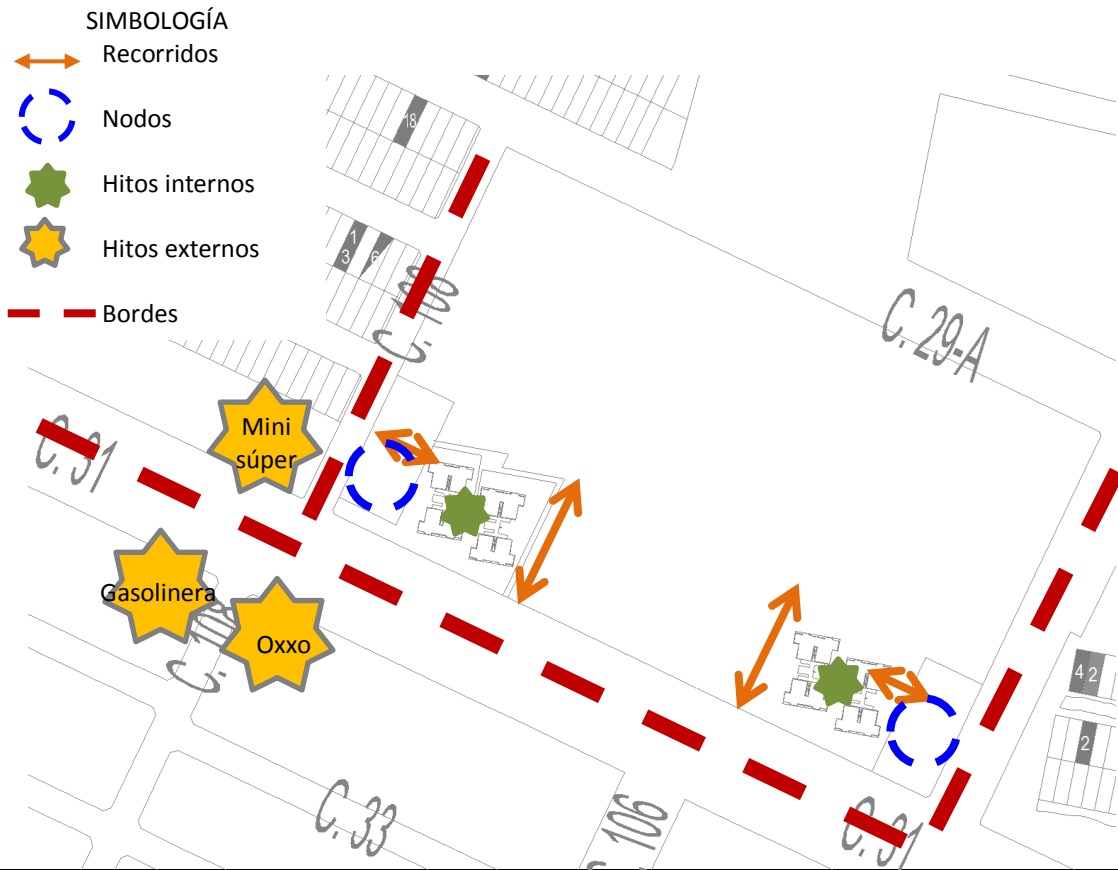 SIMBOLOGÍA
Recorridos
Nodos
Hitos internos
Hitos externos
Bordes
18
1
3
6
C. 108
C. 29-A
C. 31
Mini
súper
Gasolinera
Oxxo
C. 33
C. 31
106
4 2
2